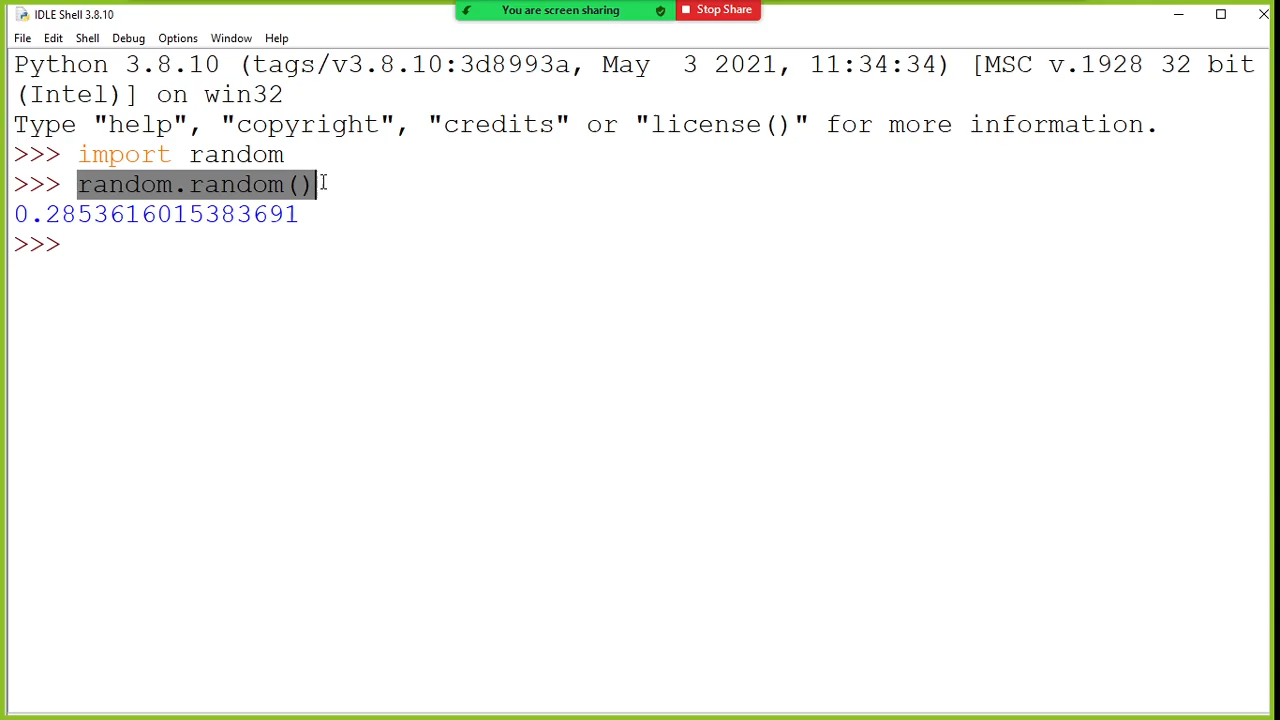 You are screen sharing Stop Share
IDLE Shell 3.8.10
File Edit Shell Debug Options Window Help
Python 3.8.10 (tags/v3.8.10:3d8993a, May  3 2021, 11:34:34) [MSC v.1928 32 bit
(Intel)] on win32
Type "help", "copyright", "credits" or "license()" for more information.
>>> import random
>>> random.random()
0.2853616015383691
>>>